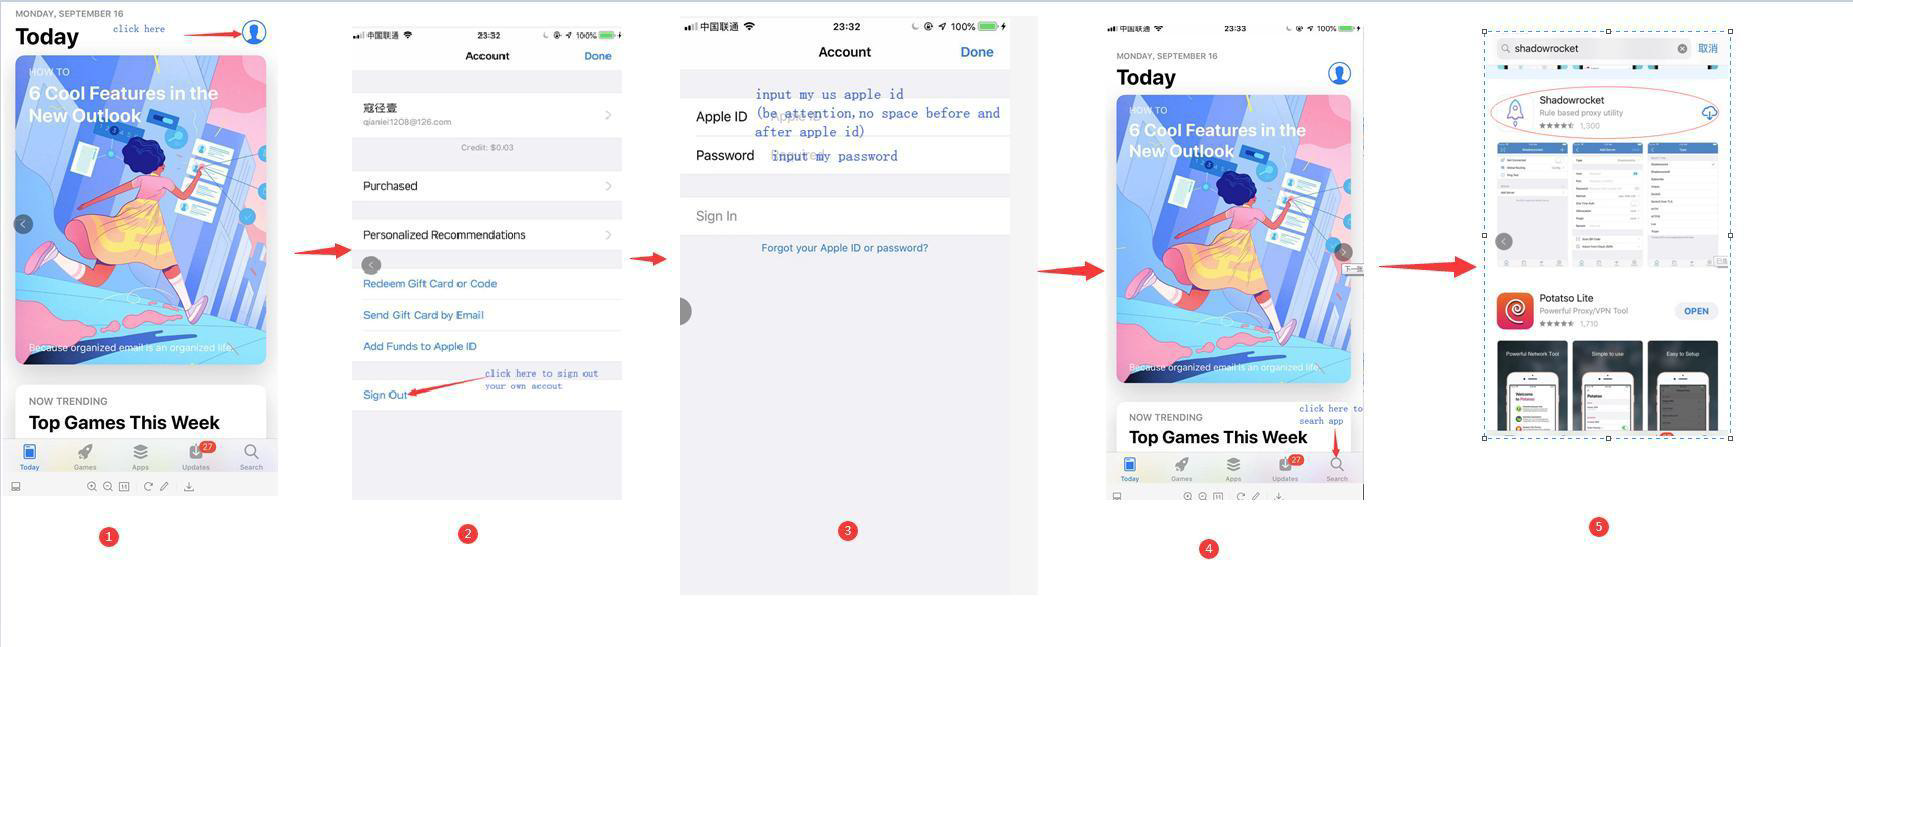 MONDAY, SEPTEMBER 16
Today
click here
HOW TO
6 Cool Features in the
New Outlook
Because organized email is an organized life.
NOW TRENDING
Top Games This Week
27
Today
Games
Apps
Updates
Search
1
中国联通
23:32
100%
Account
Done
寇径壹
qianlei1208@126.com
Credit: $0.03
Purchased
Personalized Recommendations
Redeem Gift Card or Code
Send Gift Card by Email
Add Funds to Apple ID
click here to sign out
your own accout
Sign Out
2
中国联通
23:32
100%
Account
Done
input my us apple id
Apple ID
(be attention,no space before and
after apple id)
Password
input my password
Sign In
Forgot your Apple ID or password?
3
中国联通
23:33
100%
MONDAY, SEPTEMBER 16
Today
HOW TO
6 Cool Features in the
New Outlook
下一张
Because organized email is an organized life.
click here to
searh app
NOW TRENDING
Top Games This Week
27
Today
Games
Apps
Updates
Search
4
shadowrocket
取消
Shadowrocket
Rule based proxy utility
1,300
Potatso Lite
Powerful Proxy/VPN Tool
1,710
OPEN
Powerful Network Tool
Simple to use
Easy to Setup
Welcome
to Potatso
Potatso
5